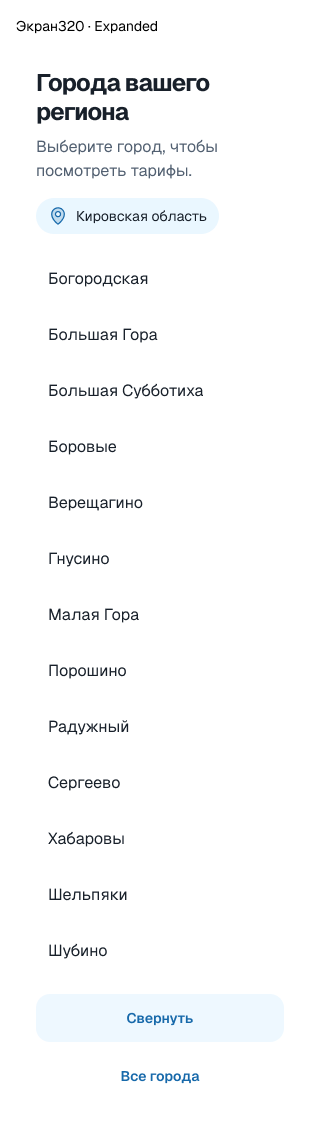 Экран320 · Expanded
Города вашего
региона
Выберите город, чтобы
посмотреть тарифы.
Кировская область
Богородская
Большая Гора
Большая Субботиха
Боровые
Верещагино
Гнусино
Малая Гора
Порошино
Радужный
Сергеево
Хабаровы
Шельпяки
Шубино
Свернуть
Все города